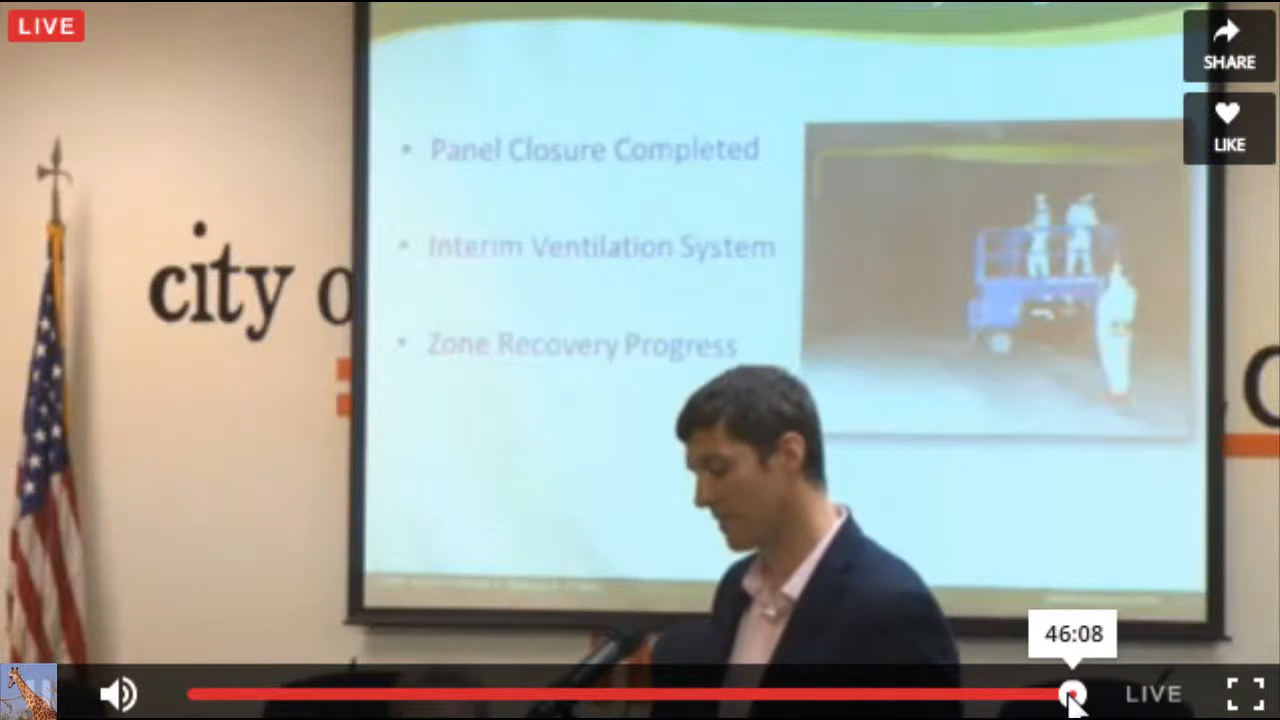 LIVE
SHARE
LIKE
• Panel Closure Completed
• Interim Ventilation System
• Zone Recovery Progress
city o
C
46:08
LIVE